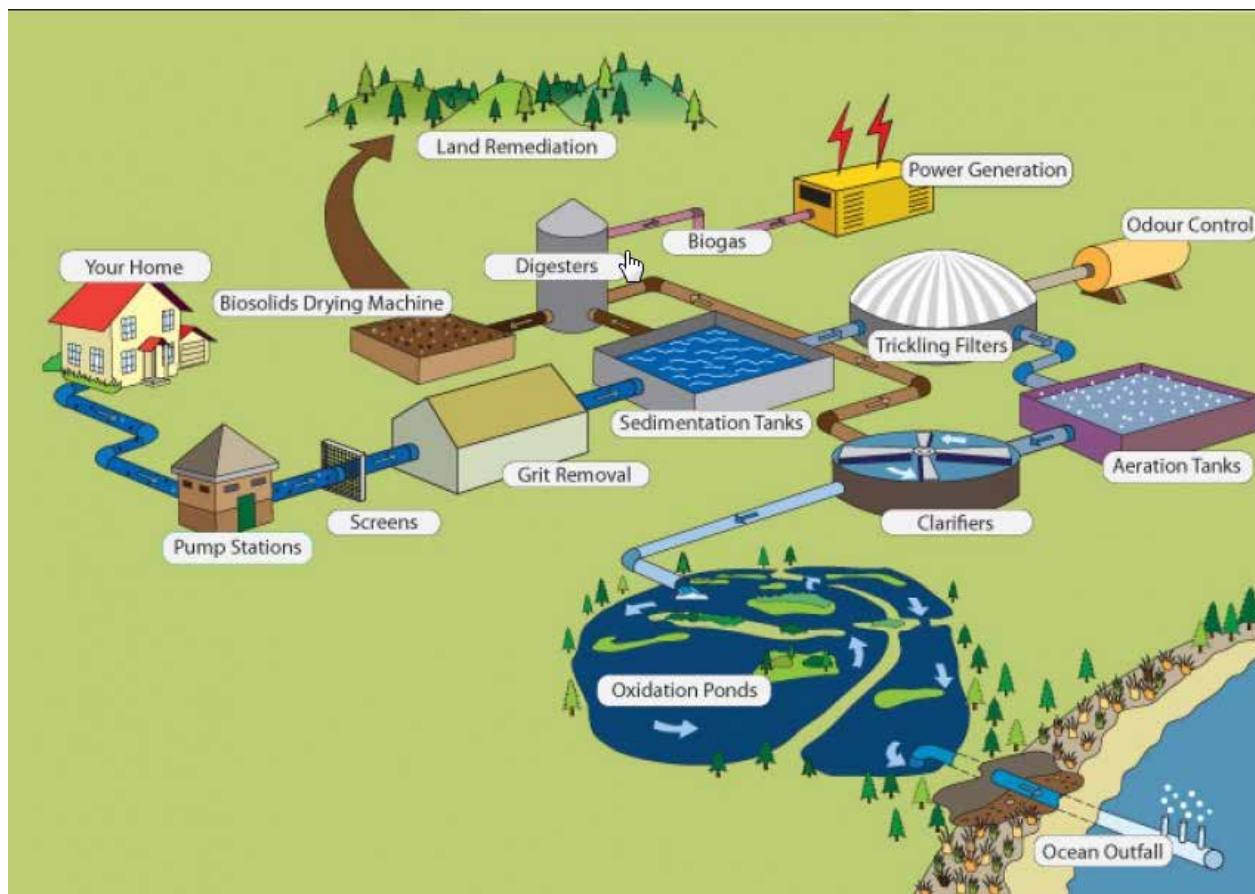 Land Remediation
Power Generation
Odour Control
Biogas
Your Home
Digesters
Biosolids Drying Machine
Trickling Filters
Sedimentation Tanks
Aeration Tanks
Grit Removal
Screens
Clarifiers
Pump Stations
Oxidation Ponds
Ocean Outfall